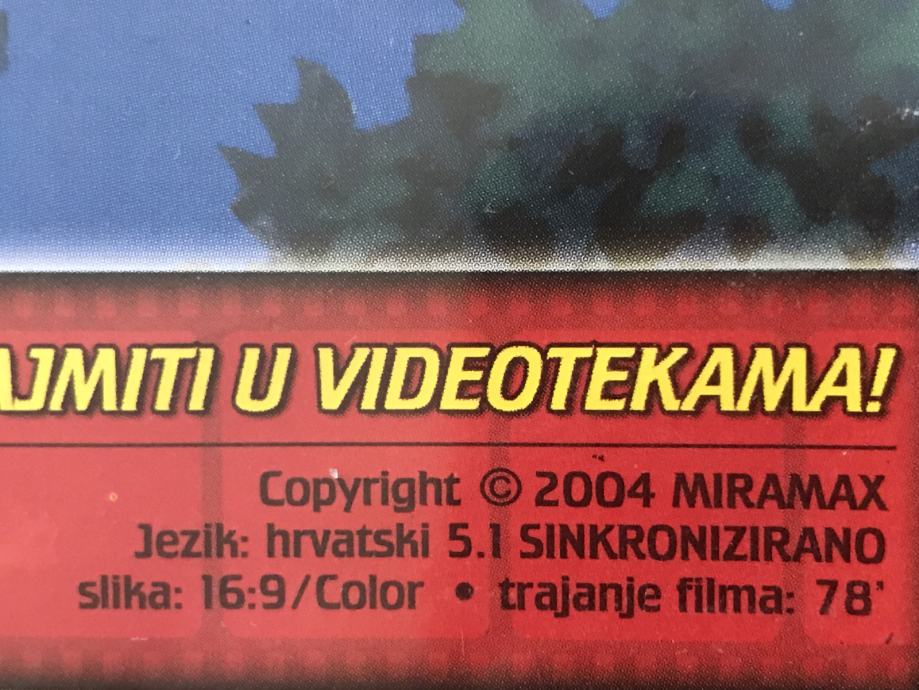 AJMITI U VIDEOTEKAMA!
Copyright © 2004 MIRAMAX
Jezik: hrvatski 5.1 SINKRONIZIRANO
slika: 16:9/Color • trajanje filma: 78'